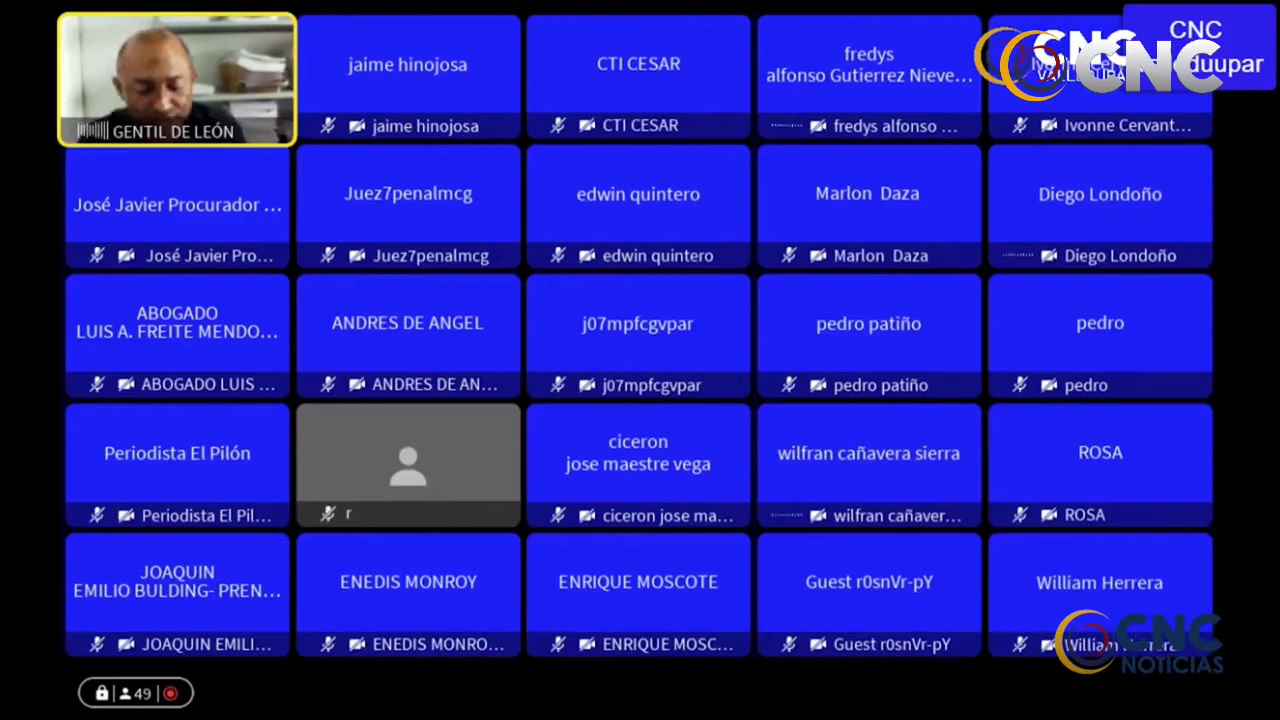 jaime hinojosa
CTI CESAR
fredys
alfonso Gutierrez Nieve...
CNC
CNC
CNC
GENTIL DE LEÓN
jaime hinojosa
CTI CESAR
fredys alfonso ...
Ivonne Cervant...
José Javier Procurador ...
Juez7penalmcg
edwin quintero
Marlon Daza
Diego Londoño
José Javier Pro...
Juez7penalmcg
edwin quintero
Marlon Daza
Diego Londoño
ABOGADO
LUIS A. FREITE MENDO...
ANDRES DE ANGEL
j07mpfcgvpar
pedro patiño
pedro
ABOGADO LUIS ...
ANDRES DE AN...
j07mpfcgvpar
pedro patiño
pedro
Periodista El Pilón
ciceron
jose maestre vega
wilfran cañavera sierra
ROSA
Periodista El Pil...
r
ciceron jose ma...
wilfran cañaver...
ROSA
JOAQUIN
EMILIO BULDING- PREN...
ENEDIS MONROY
ENRIQUE MOSCOTE
Guest r0snVr-pY
William Herrera
JOAQUIN EMILI...
ENEDIS MONRO...
ENRIQUE MOSC...
Guest r0snVr-pY
William Herrera
CNC
NOTICIAS
49